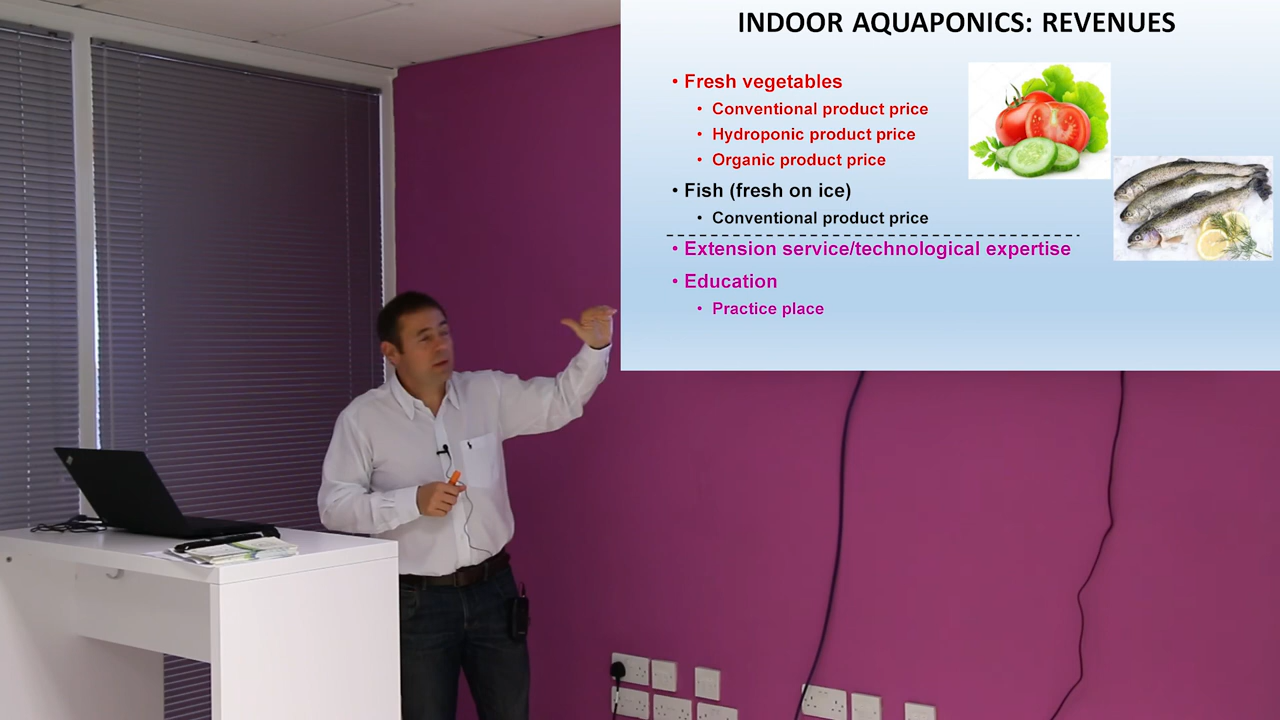 INDOOR AQUAPONICS: REVENUES
• Fresh vegetables
• Conventional product price
• Hydroponic product price
• Organic product price
• Fish (fresh on ice)
• Conventional product price
• Extension service/technological expertise
• Education
• Practice place